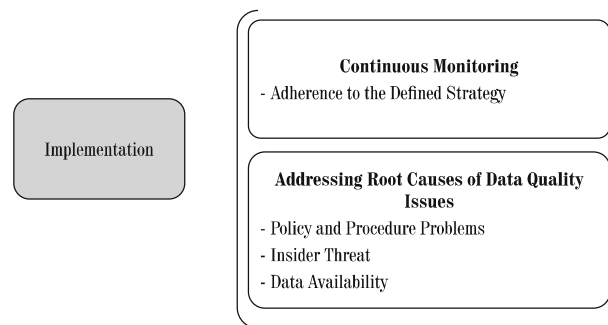 Implementation
Continuous Monitoring
- Adherence to the Defined Strategy
Addressing Root Causes of Data Quality
Issues
- Policy and Procedure Problems
- Insider Threat
- Data Availability